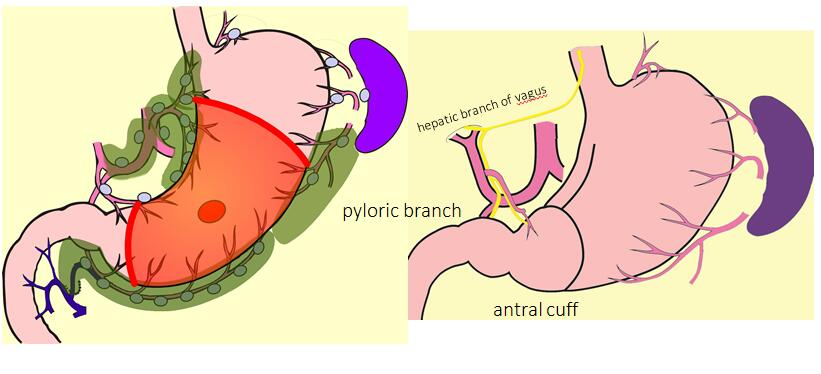 hepatic branch of vagus
pyloric branch
antral cuff